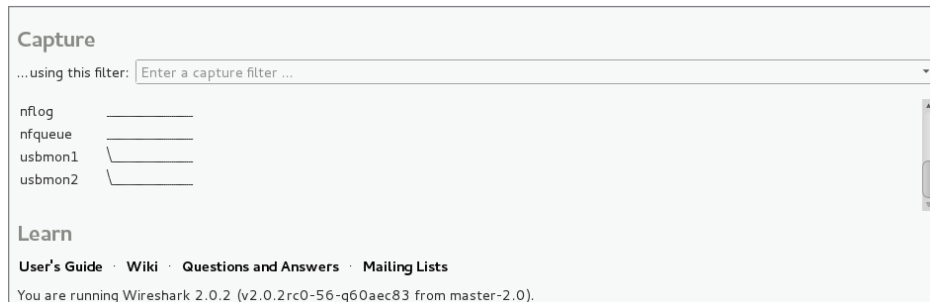 Capture
...using this filter: Enter a capture filter ...
nflog
nfqueue
usbmon1
usbmon2
Learn
User's Guide · Wiki · Questions and Answers · Mailing Lists
You are running Wireshark 2.0.2 (v2.0.2rc0-56-g60aec83 from master-2.0).